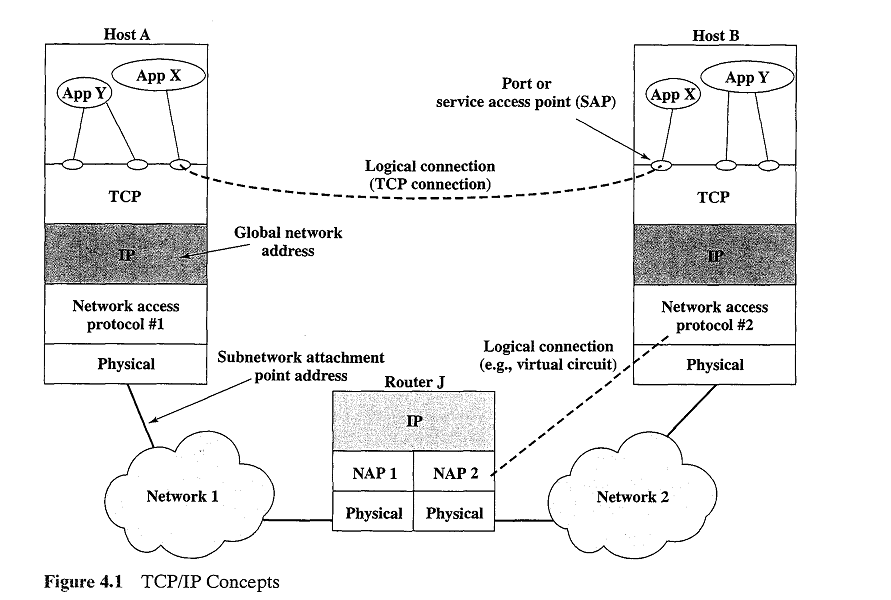 Host A
Host B
App Y
App X
Port or
service access point (SAP)
App X
App Y
Logical connection
(TCP connection)
TCP
TCP
Global network
address
IP
IP
Network access
protocol #1
Network access
protocol #2
Logical connection
(e.g., virtual circuit)
Physical
Subnetwork attachment
point address
Physical
Router J
IP
NAP 1
NAP 2
Network 1
Network 2
Physical
Physical
Figure 4.1 TCP/IP Concepts